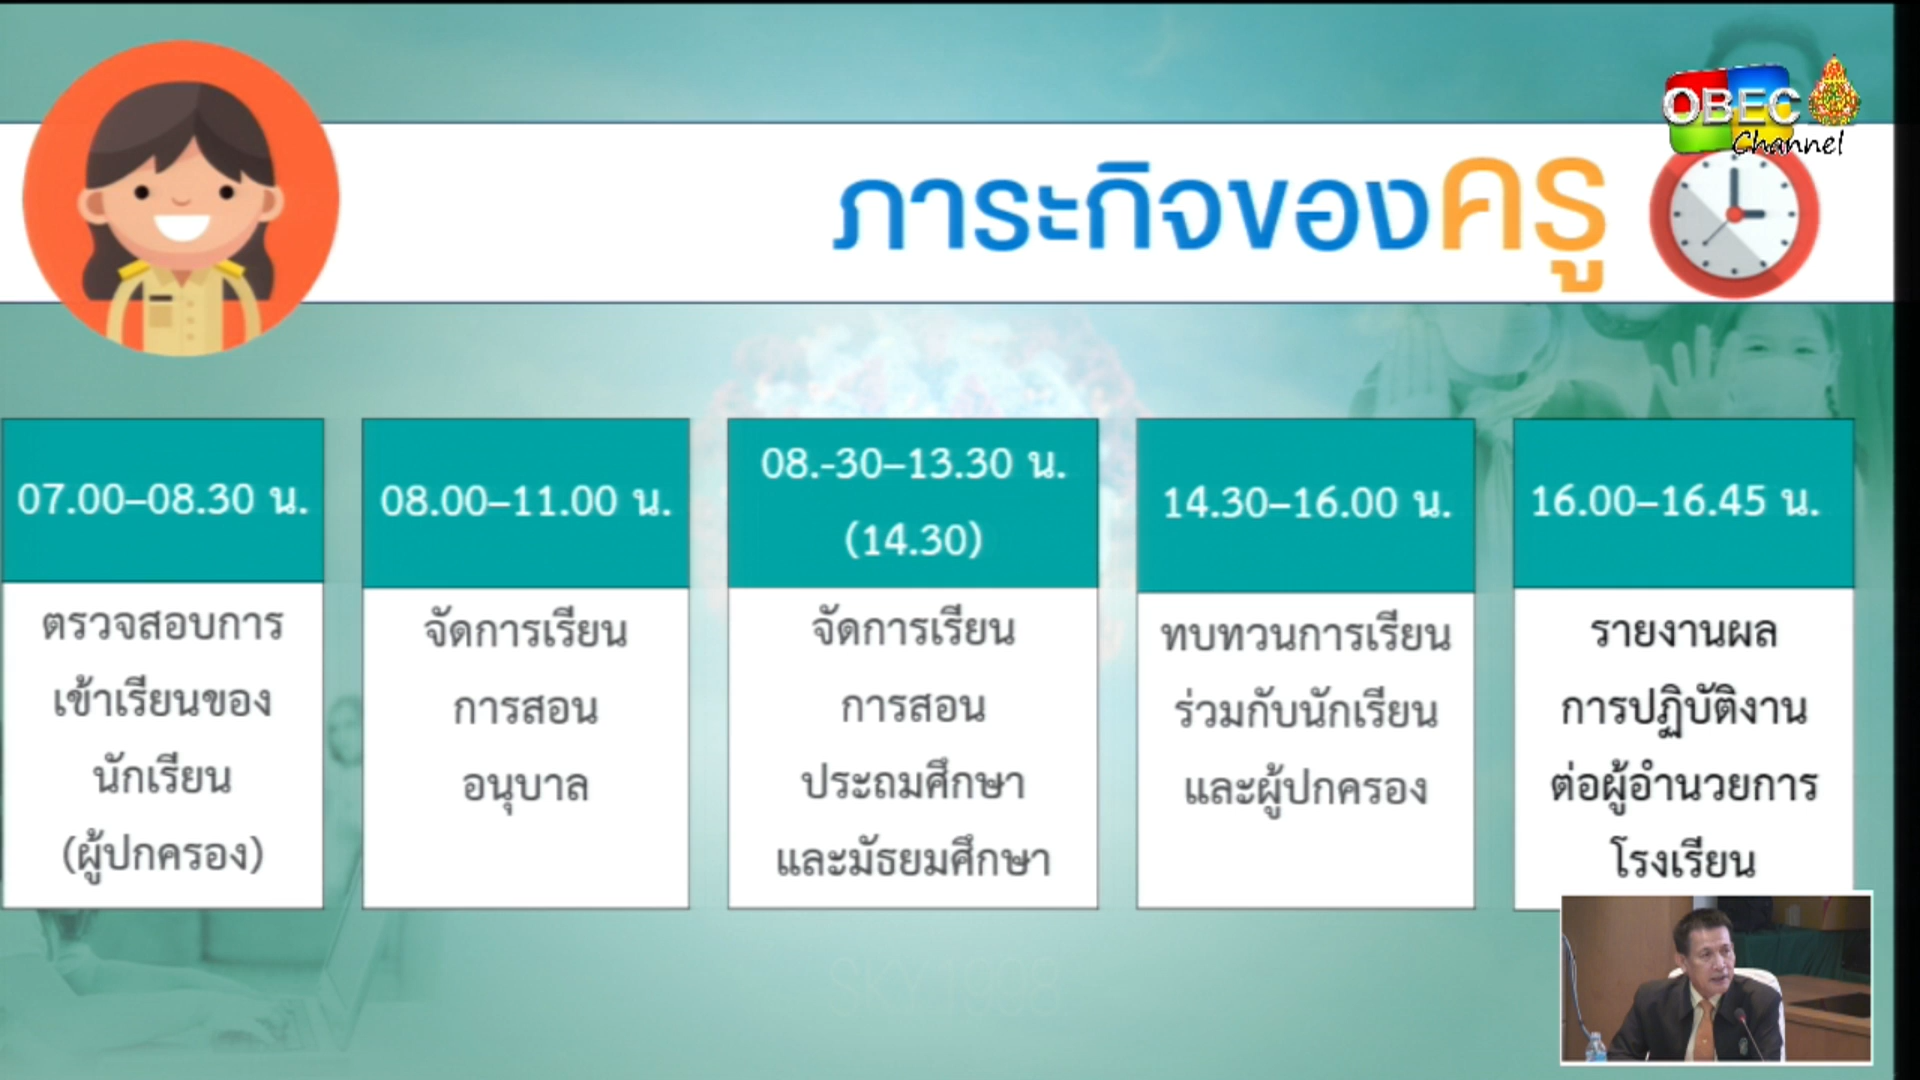 OBEC
Channel
ภาระกิจของครู
07.00–08.30 น.
ตรวจสอบการ
เข้าเรียนของ
นักเรียน
(ผู้ปกครอง)
08.00–11.00 น.
จัดการเรียน
การสอน
อนุบาล
08.-30–13.30 น.
(14.30)
จัดการเรียน
การสอน
ประถมศึกษา
และมัธยมศึกษา
14.30–16.00 น.
ทบทวนการเรียน
ร่วมกับนักเรียน
และผู้ปกครอง
16.00–16.45 น.
รายงานผล
การปฏิบัติงาน
ต่อผู้อำนวยการ
โรงเรียน
SKY.1998